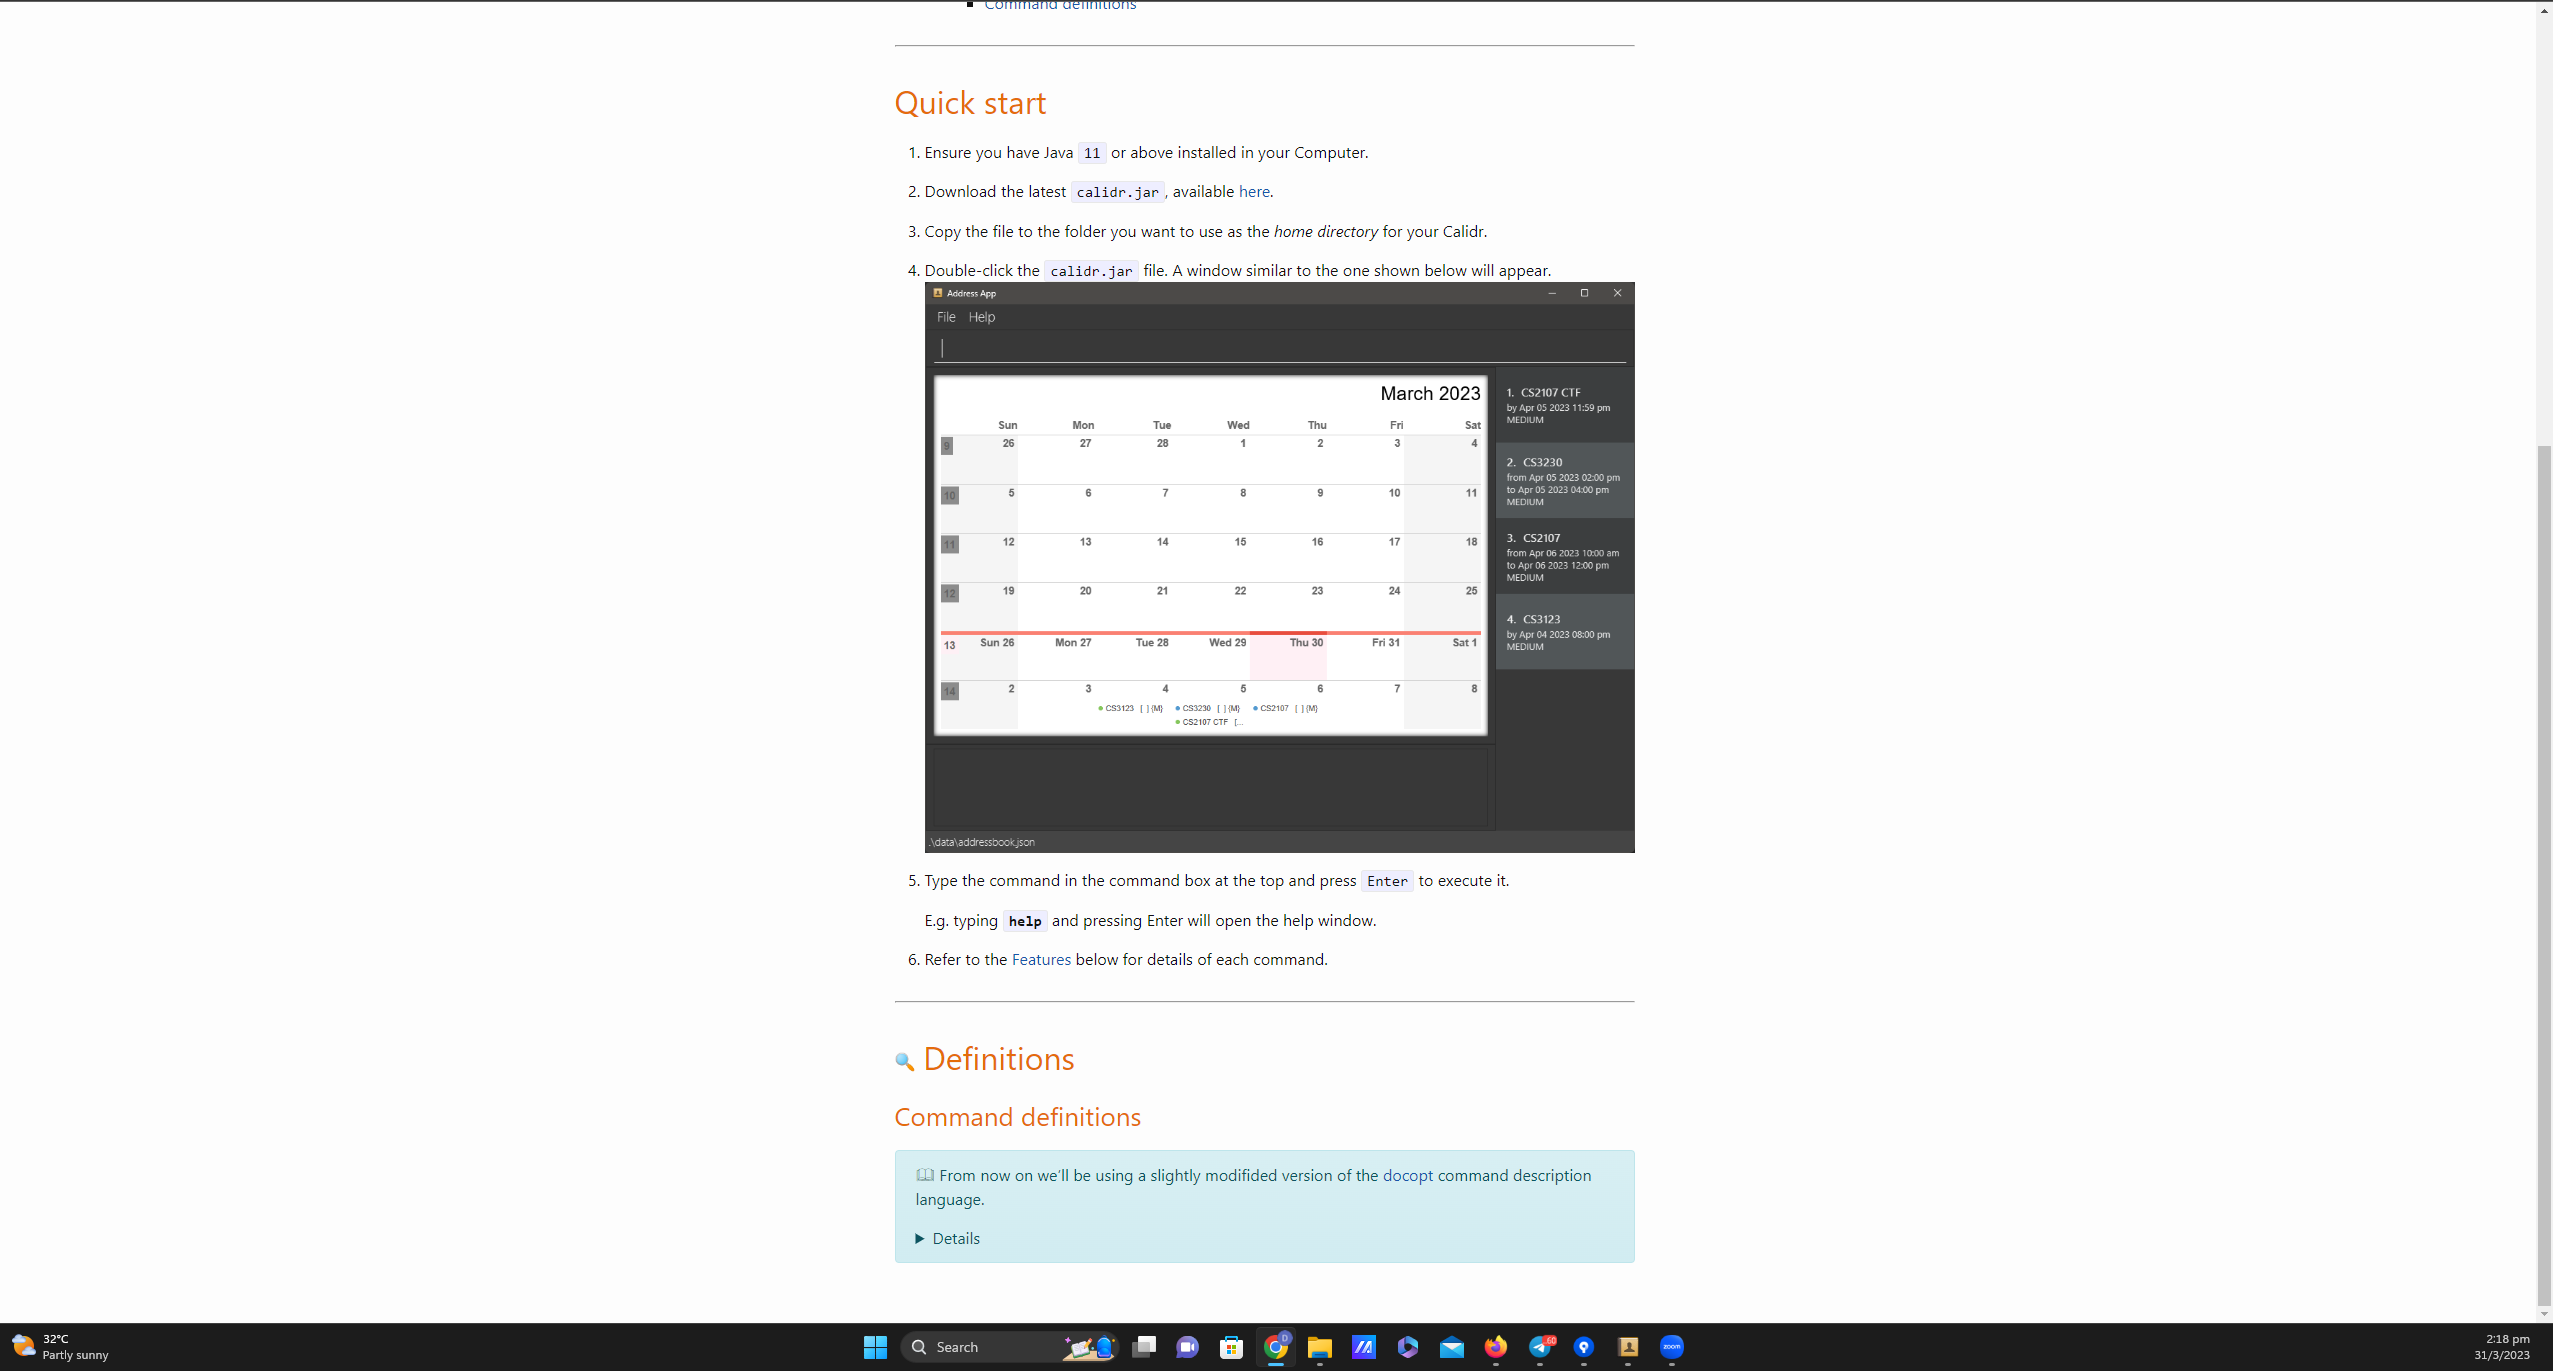 Command definitions
Quick start
1. Ensure you have Java 11 or above installed in your Computer.
2. Download the latest calidr.jar, available here.
3. Copy the file to the folder you want to use as the home directory for your Calidr.
4. Double-click the calidr.jar file. A window similar to the one shown below will appear.
Address App
File Help
March 2023
Sun Mon Tue Wed Thu Fri Sat
9 26 27 28 1 2 3 4
10 5 6 7 8 9 10 11
11 12 13 14 15 16 17 18
12 19 20 21 22 23 24 25
13 Sun 26 Mon 27 Tue 28 Wed 29 Thu 30 Fri 31 Sat 1
14 2 3 4 5 6 7 8
CS3123 [ ] {M} CS3230 [ ] {M} CS2107 [ ] {M}
CS2107 CTF [...
1. CS2107 CTF
by Apr 05 2023 11:59 pm
MEDIUM
2. CS3230
from Apr 05 2023 02:00 pm
to Apr 05 2023 04:00 pm
MEDIUM
3. CS2107
from Apr 06 2023 10:00 am
to Apr 06 2023 12:00 pm
MEDIUM
4. CS3123
by Apr 04 2023 08:00 pm
MEDIUM
.\data\addressbook.json
5. Type the command in the command box at the top and press Enter to execute it.
E.g. typing help and pressing Enter will open the help window.
6. Refer to the Features below for details of each command.
Definitions
Command definitions
From now on we'll be using a slightly modifided version of the docopt command description
language.
Details
32°C
Partly sunny
Search
D
60
zoom
2:18 pm
31/3/2023